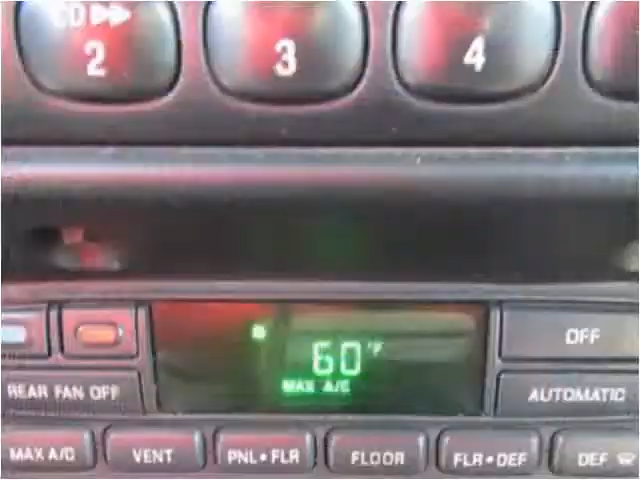 CD
2 3 4
60 °F OFF
MAX A/C
REAR FAN OFF AUTOMATIC
MAX A/C VENT PNL•FLR FLOOR FLR•DEF DEF